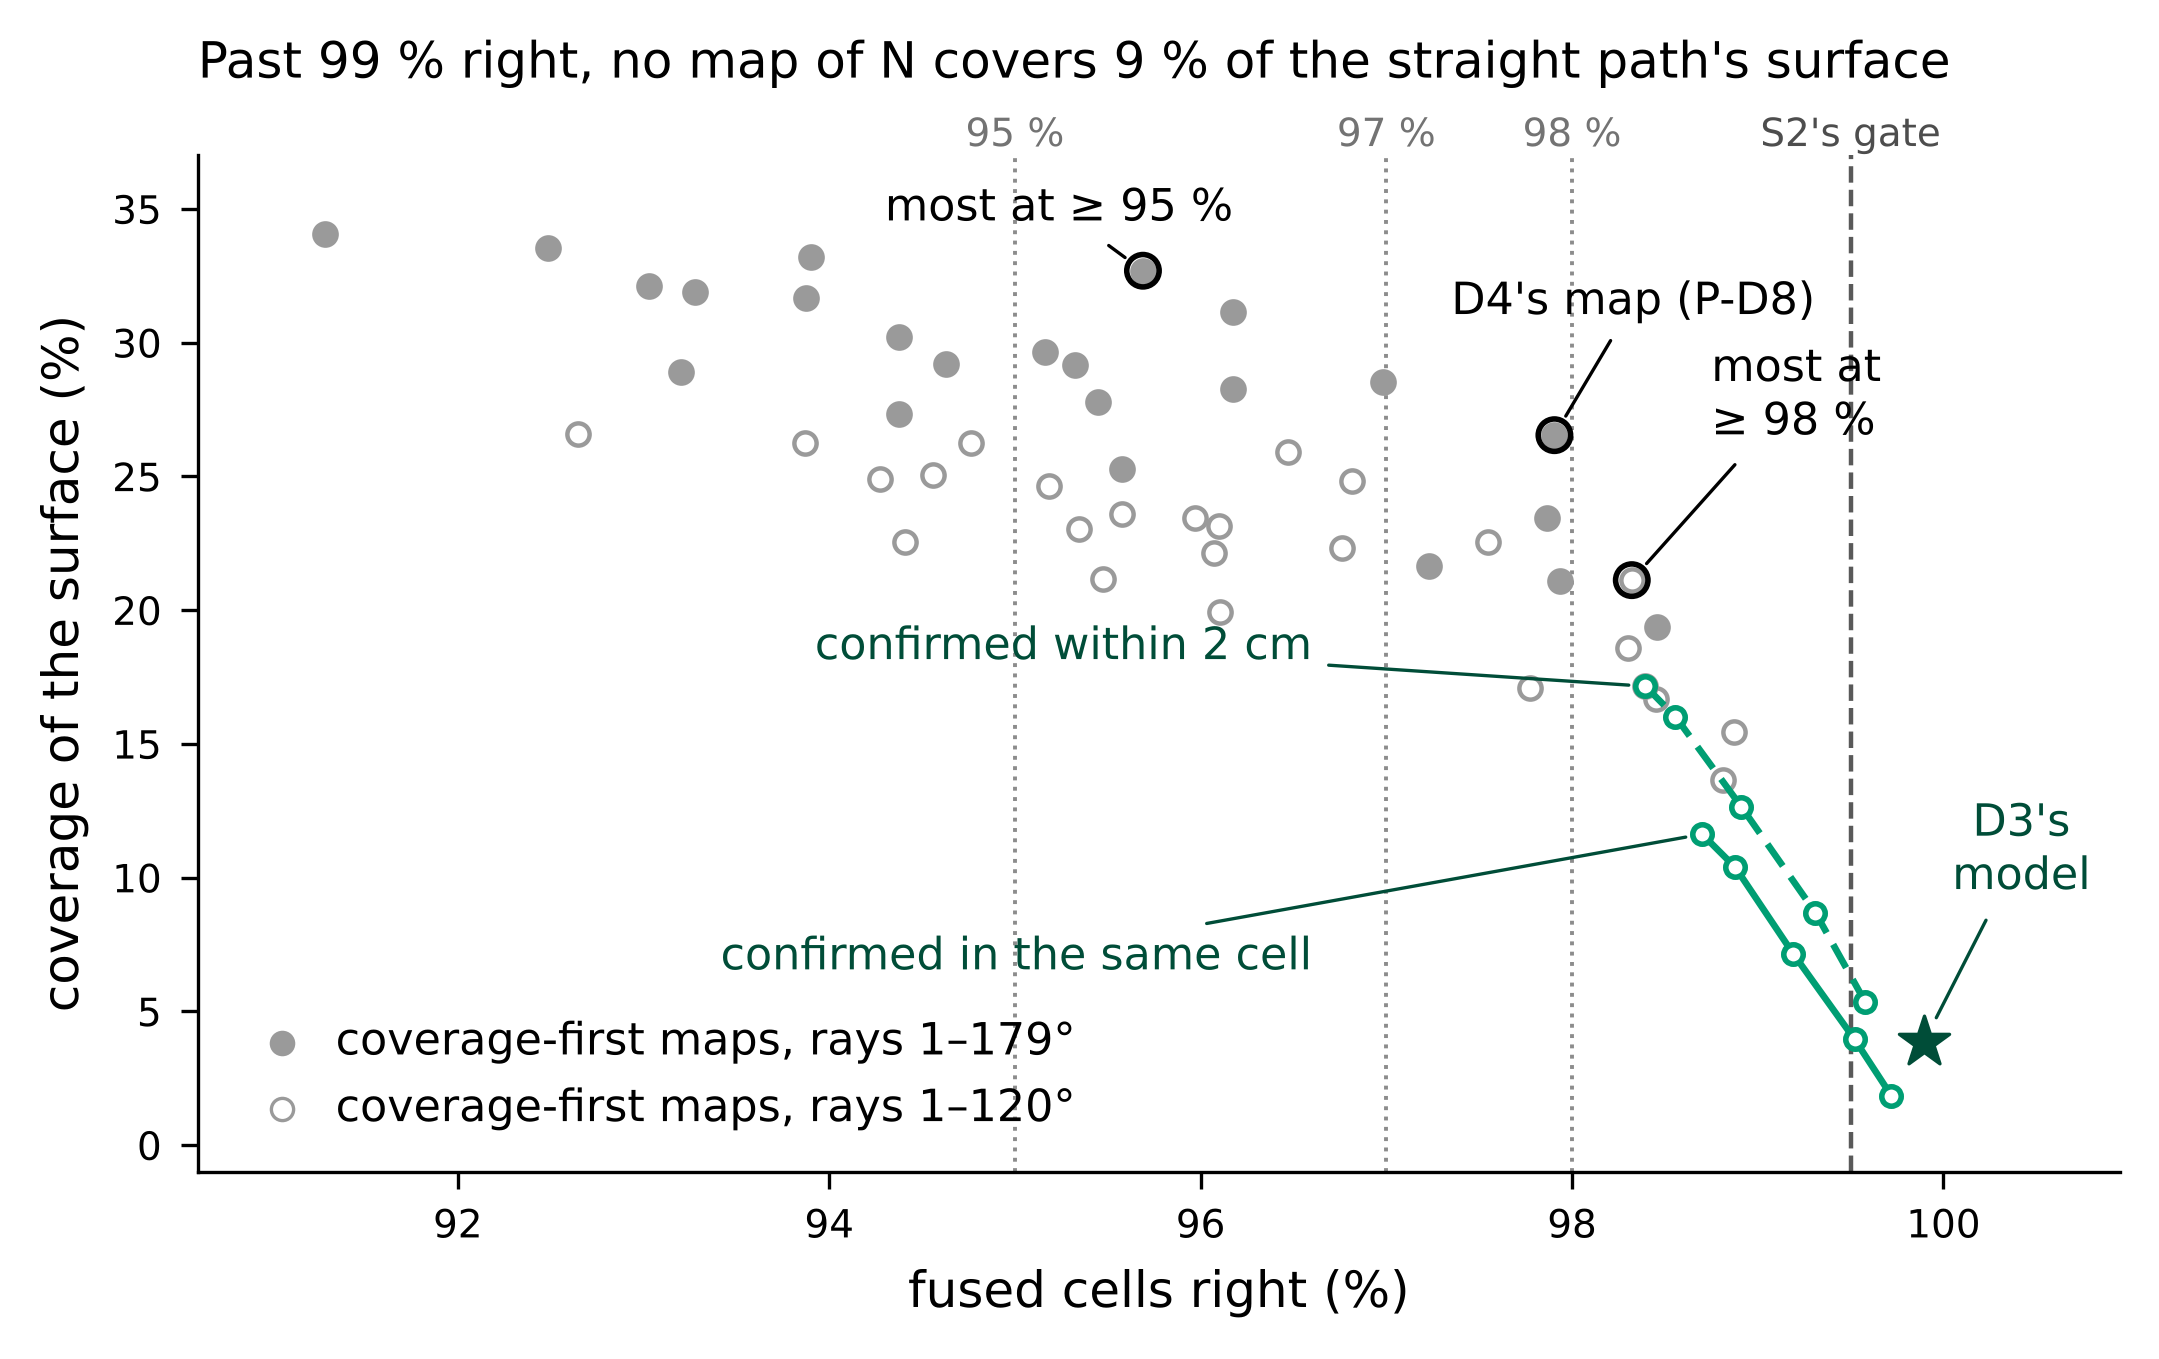 Past 99 % right, no map of N covers 9 % of the straight path's surface
95 %
97 %
98 %
S2's gate
most at ≥ 95 %
D4's map (P-D8)
most at
≥ 98 %
confirmed within 2 cm
D3's
model
confirmed in the same cell
coverage-first maps, rays 1–179°
coverage-first maps, rays 1–120°
coverage of the surface (%)
35
30
25
20
15
10
5
0
92
94
96
98
100
fused cells right (%)